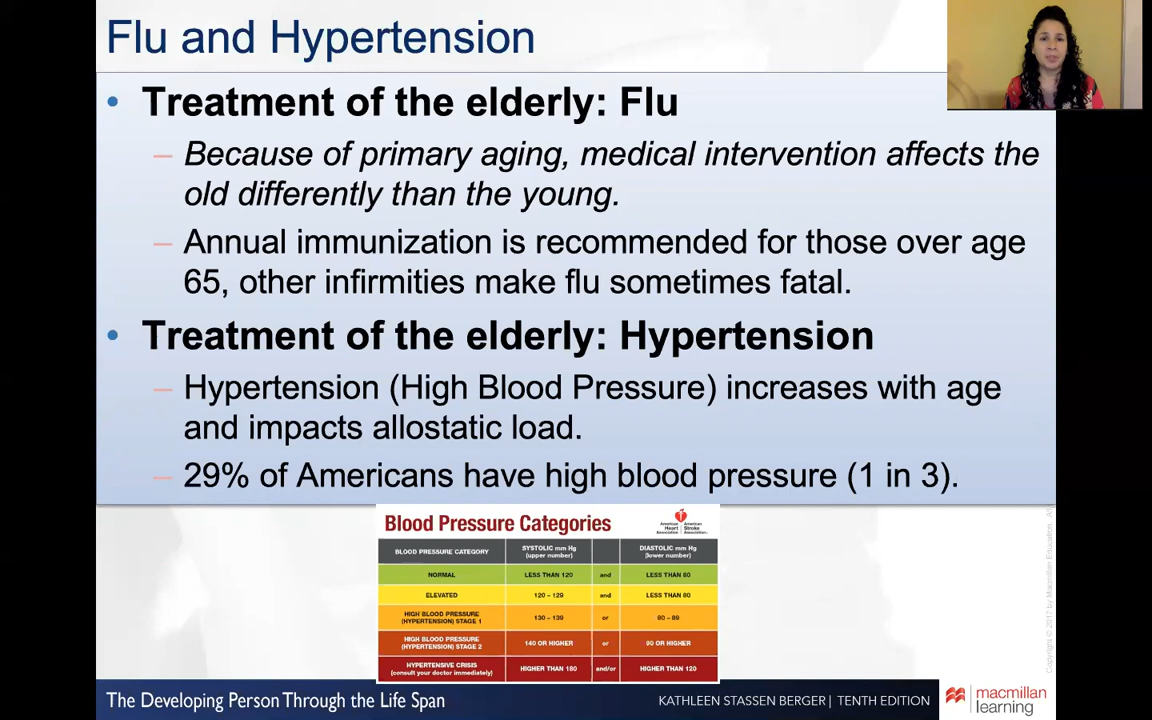 Flu and Hypertension
• Treatment of the elderly: Flu
– Because of primary aging, medical intervention affects the
old differently than the young.
– Annual immunization is recommended for those over age
65, other infirmities make flu sometimes fatal.
• Treatment of the elderly: Hypertension
– Hypertension (High Blood Pressure) increases with age
and impacts allostatic load.
– 29% of Americans have high blood pressure (1 in 3).
Blood Pressure Categories
American Heart Association. American Stroke Association.
BLOOD PRESSURE CATEGORY SYSTOLIC mm Hg (upper number) DIASTOLIC mm Hg (lower number)
NORMAL LESS THAN 120 and LESS THAN 80
ELEVATED 120 – 129 and LESS THAN 80
HIGH BLOOD PRESSURE (HYPERTENSION) STAGE 1 130 – 139 or 80 – 89
HIGH BLOOD PRESSURE (HYPERTENSION) STAGE 2 140 OR HIGHER or 90 OR HIGHER
HYPERTENSIVE CRISIS (consult your doctor immediately) HIGHER THAN 180 and/or HIGHER THAN 120
Copyright © 2017 by Macmillan Education.
The Developing Person Through the Life Span
KATHLEEN STASSEN BERGER | TENTH EDITION
macmillan
learning